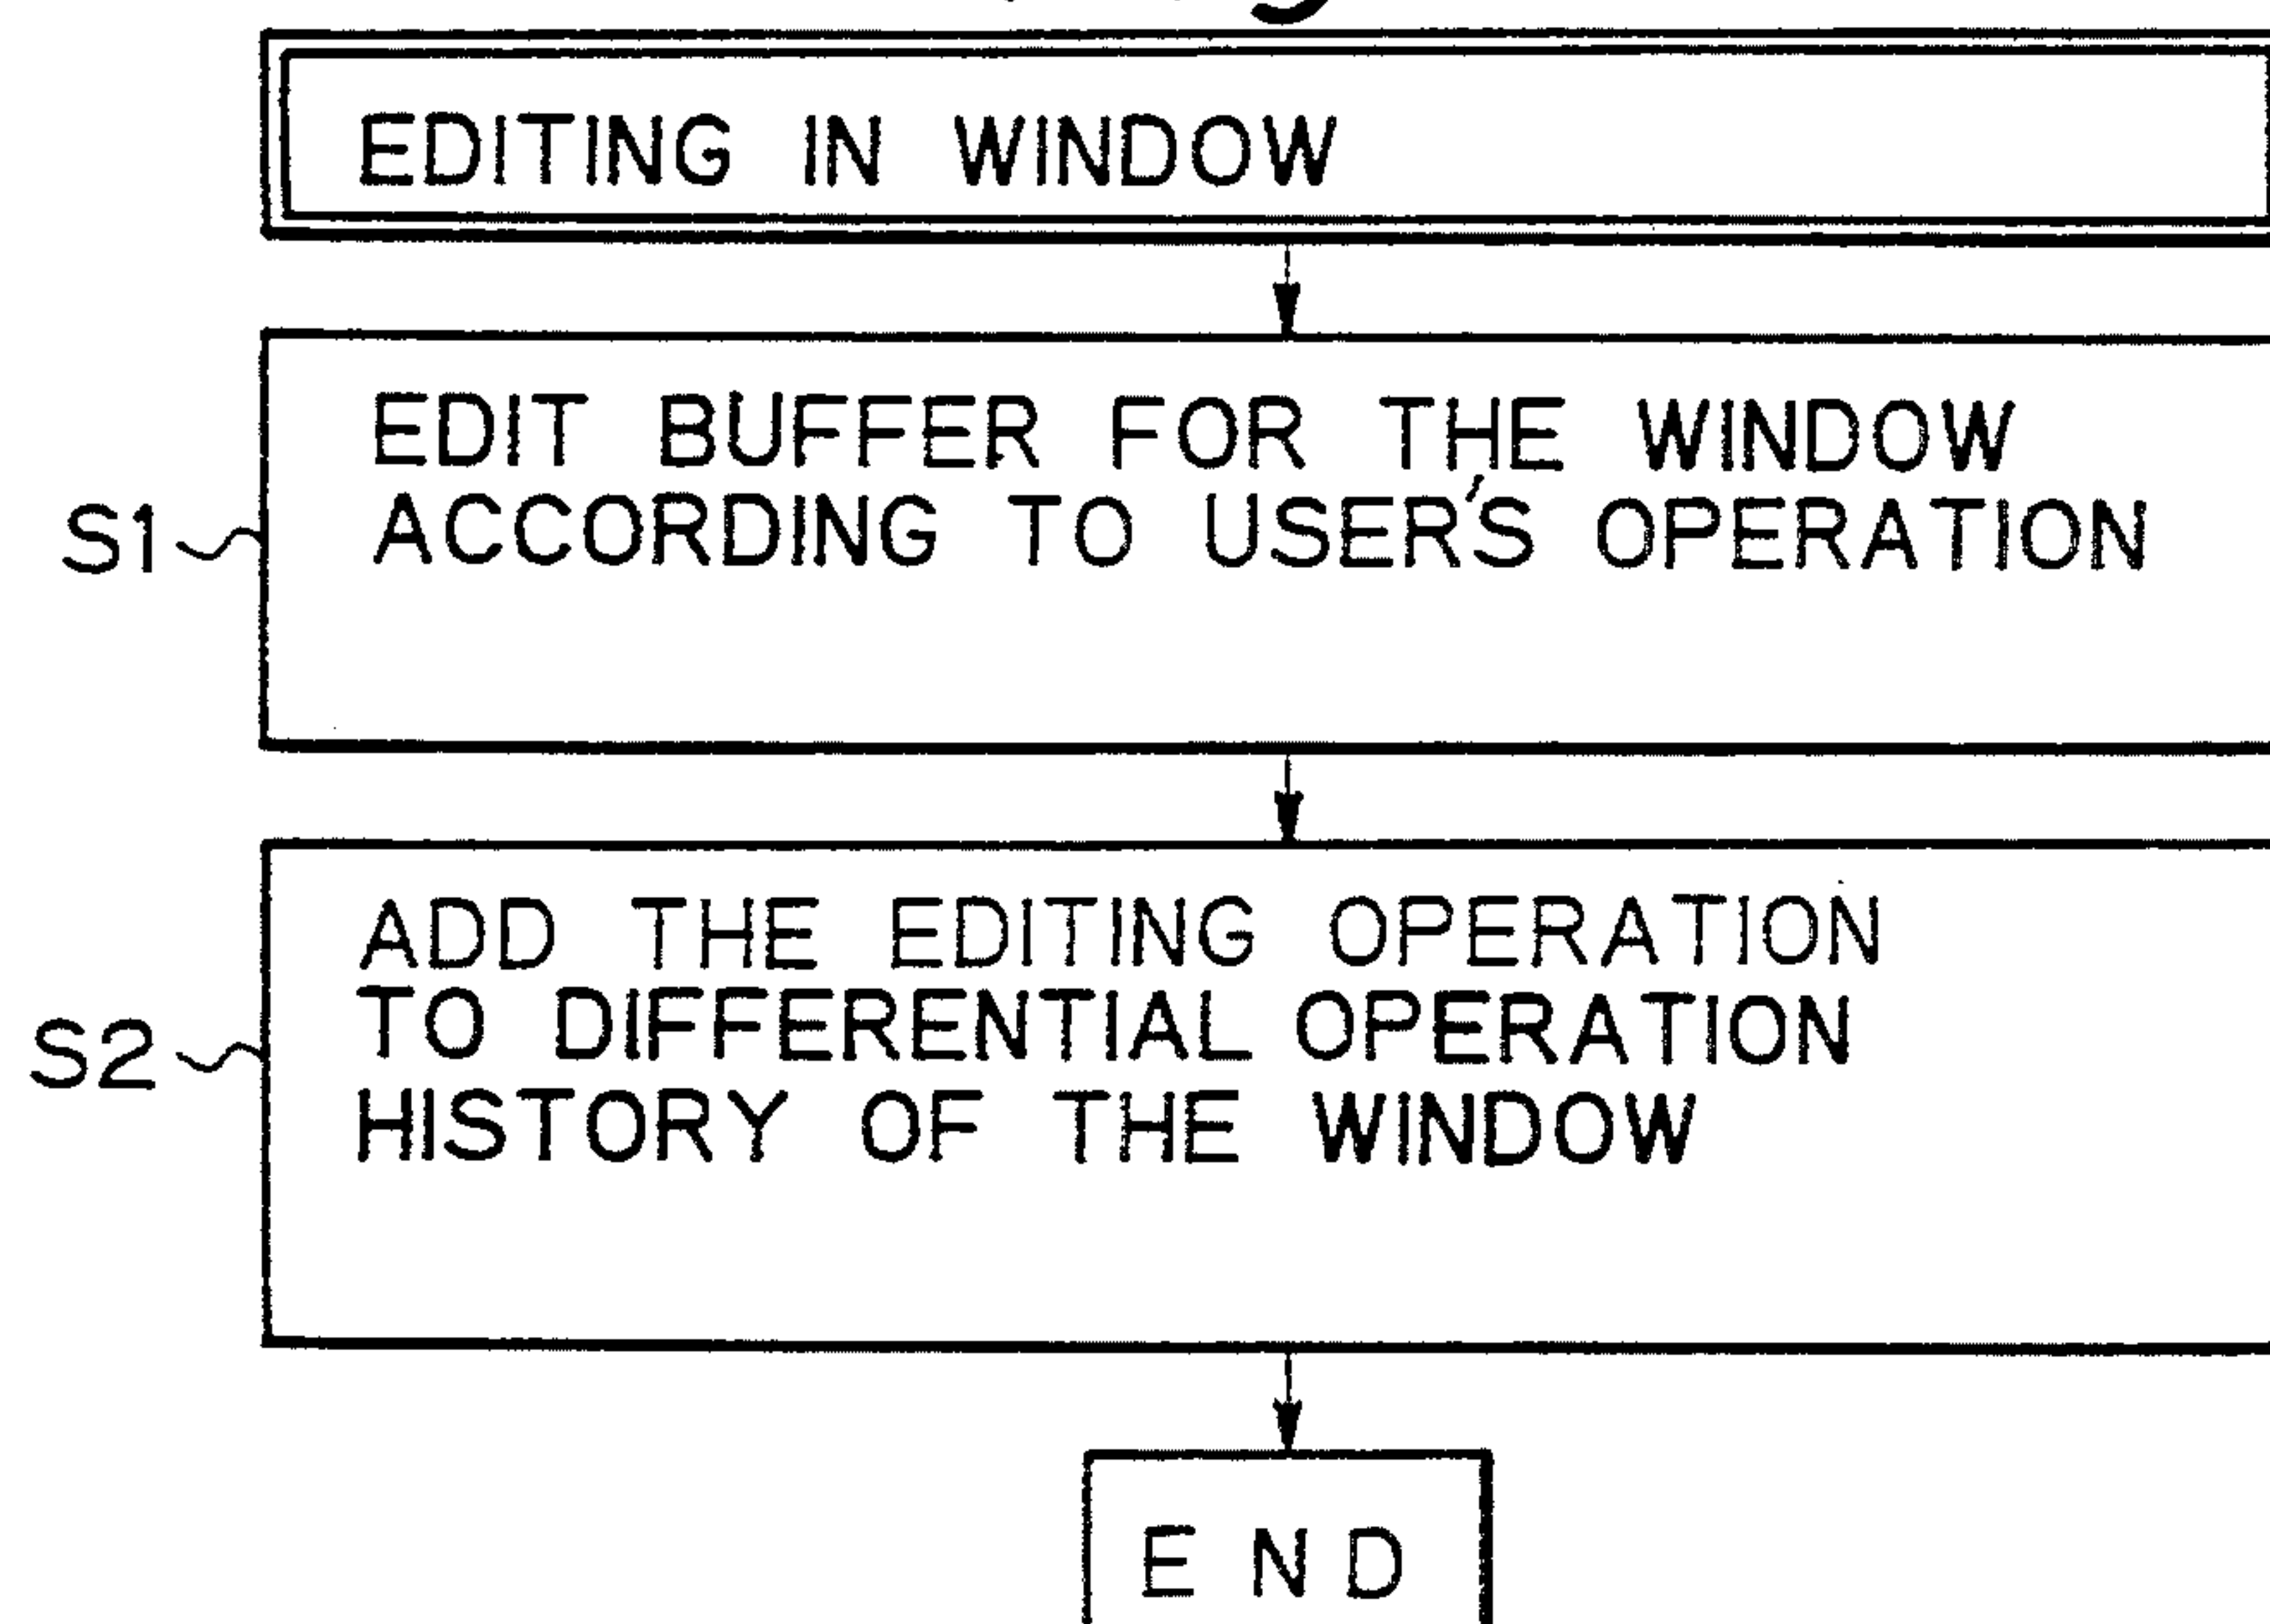 EDITING IN WINDOW
EDIT BUFFER FOR THE WINDOW
S1 ACCORDING TO USER'S OPERATION
ADD THE EDITING OPERATION
TO DIFFERENTIAL OPERATION
S2
HISTORY OF THE WINDOW
END